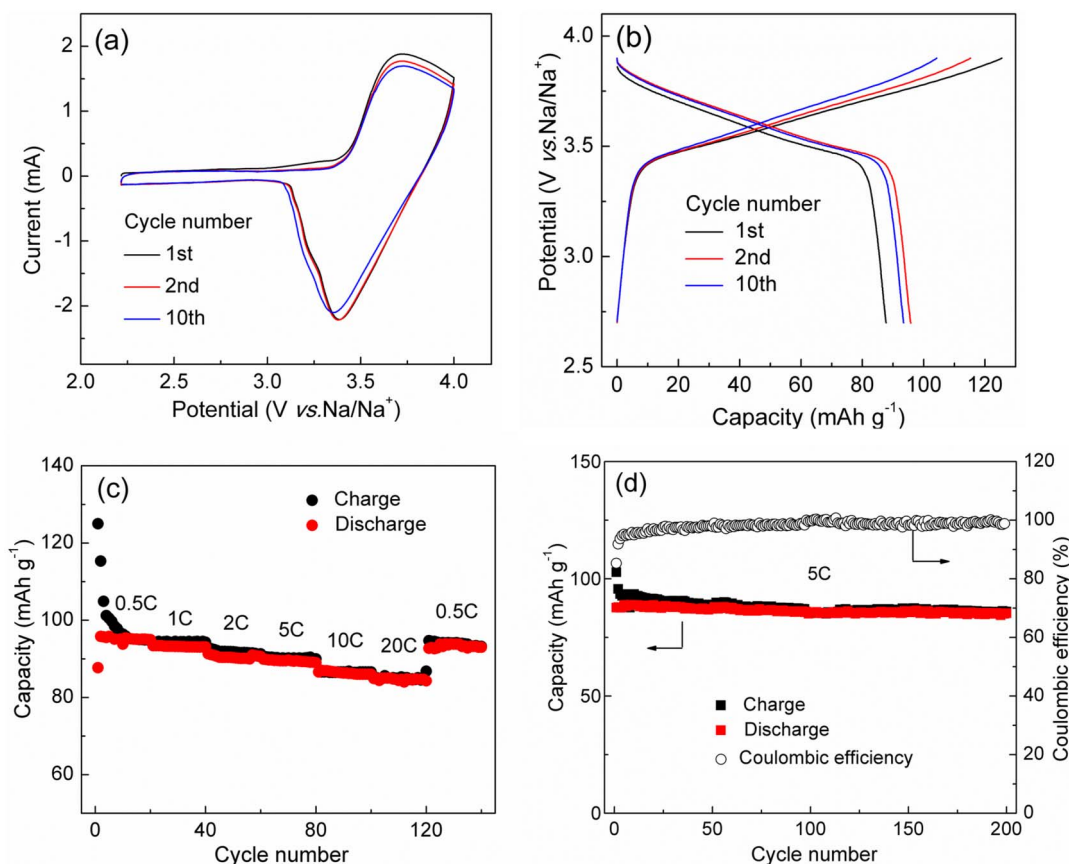 (a)
2
1
0
-1
-2
Current (mA)
Cycle number
1st
2nd
10th
2.0 2.5 3.0 3.5 4.0
Potential (V vs.Na/Na⁺)
(b)
4.0
3.5
3.0
2.5
Potential (V vs.Na/Na⁺)
Cycle number
1st
2nd
10th
0 20 40 60 80 100 120
Capacity (mAh g⁻¹)
(c)
140
120
100
80
60
Capacity (mAh g⁻¹)
Charge
Discharge
0.5C 1C 2C 5C 10C 20C 0.5C
0 40 80 120
Cycle number
(d)
150
100
50
0
Capacity (mAh g⁻¹)
5C
Charge
Discharge
Coulombic efficiency
120
100
80
60
40
20
0
Coulombic efficiency (%)
0 50 100 150 200
Cycle number